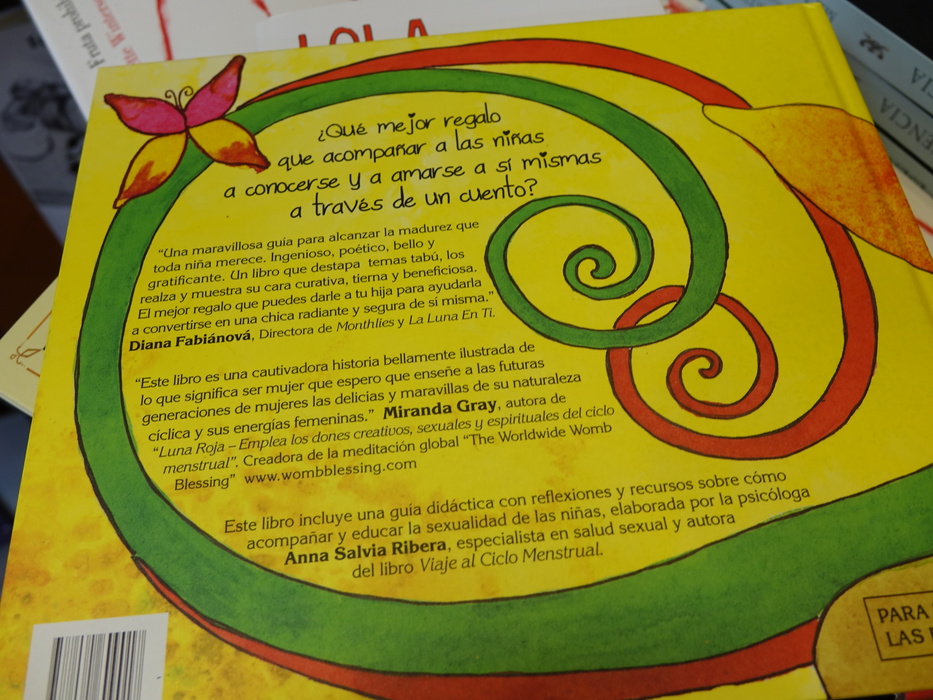 LOLA
¿Qué mejor regalo
que acompañar a las niñas
a conocerse y a amarse a sí mismas
a través de un cuento?
“Una maravillosa guía para alcanzar la madurez que
toda niña merece. Ingenioso, poético, bello y
gratificante. Un libro que destapa temas tabú, los
realza y muestra su cara curativa, tierna y beneficiosa.
El mejor regalo que puedes darle a tu hija para ayudarla
a convertirse en una chica radiante y segura de sí misma.”
Diana Fabiánová, Directora de Monthlies y La Luna En Ti.
“Este libro es una cautivadora historia bellamente ilustrada de
lo que significa ser mujer que espero que enseñe a las futuras
generaciones de mujeres las delicias y maravillas de su naturaleza
cíclica y sus energías femeninas.” Miranda Gray, autora de
“Luna Roja – Emplea los dones creativos, sexuales y espirituales del ciclo
menstrual”. Creadora de la meditación global “The Worldwide Womb
Blessing” www.wombblessing.com
Este libro incluye una guía didáctica con reflexiones y recursos sobre cómo
acompañar y educar la sexualidad de las niñas, elaborada por la psicóloga
Anna Salvia Ribera, especialista en salud sexual y autora
del libro Viaje al Ciclo Menstrual.
PARA
LAS